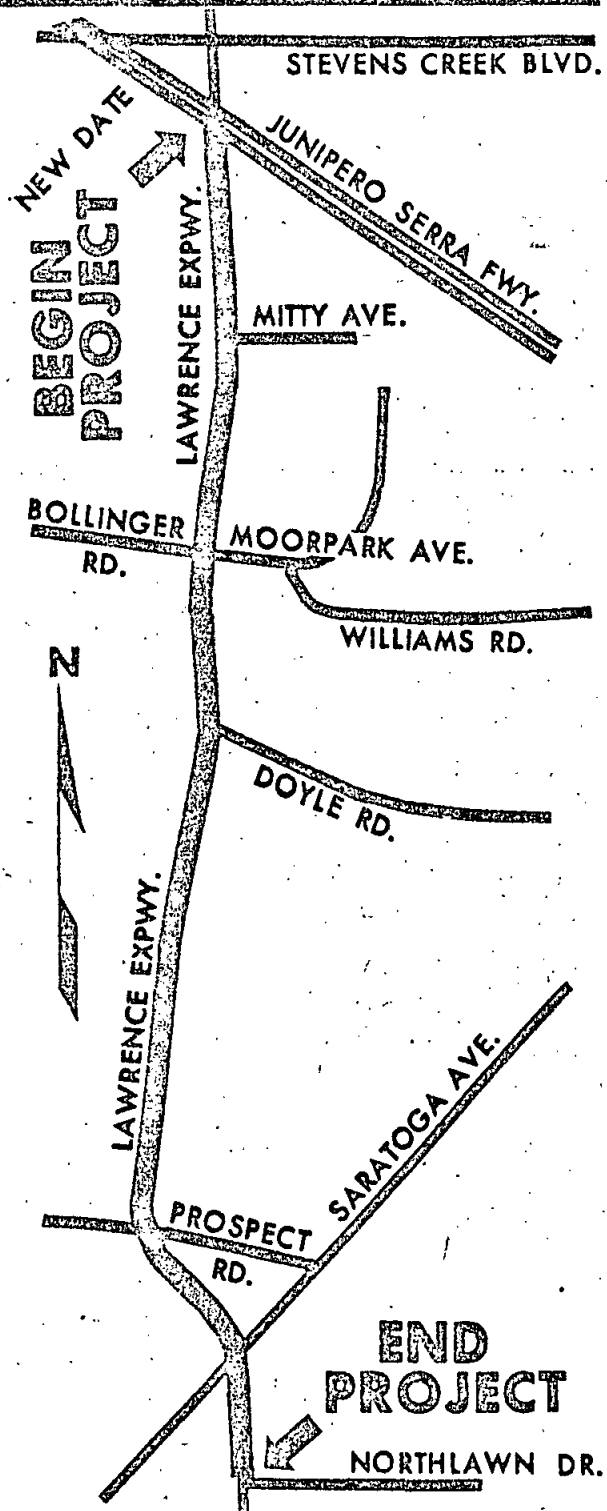 STEVENS CREEK BLVD.
NEW DATE
JUNIPERO SERRA FWY.
BEGIN
PROJECT
LAWRENCE EXPWY.
MITTY AVE.
BOLLINGER
RD.
MOORPARK AVE.
WILLIAMS RD.
N
DOYLE RD.
LAWRENCE EXPWY.
SARATOGA AVE.
PROSPECT
RD.
END
PROJECT
NORTHLAWN DR.